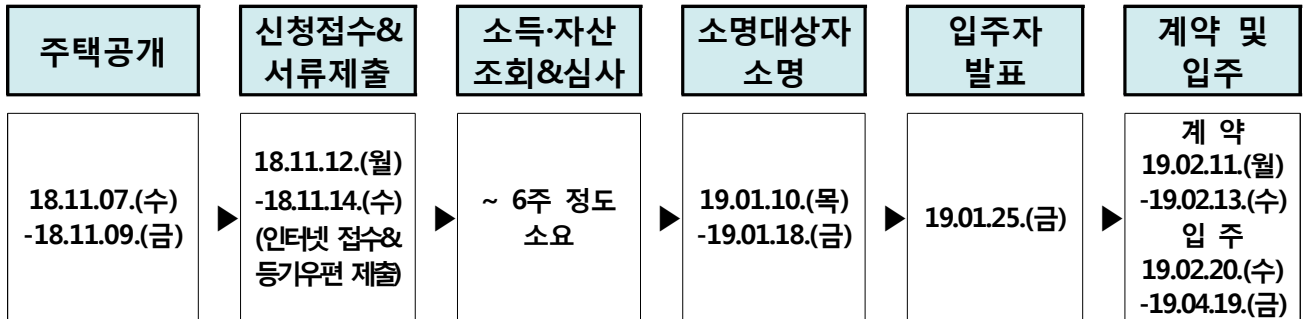 주택공개
신청접수&
서류제출
소득·자산
조회&심사
소명대상자
소명
입주자
발표
계약 및
입주
18.11.07.(수)
-18.11.09.(금)
▶
18.11.12.(월)
-18.11.14.(수)
(인터넷 접수&
등기우편 제출)
▶
~ 6주 정도
소요
▶
19.01.10.(목)
-19.01.18.(금)
▶
19.01.25.(금)
▶
계 약
19.02.11.(월)
-19.02.13.(수)
입 주
19.02.20.(수)
-19.04.19.(금)